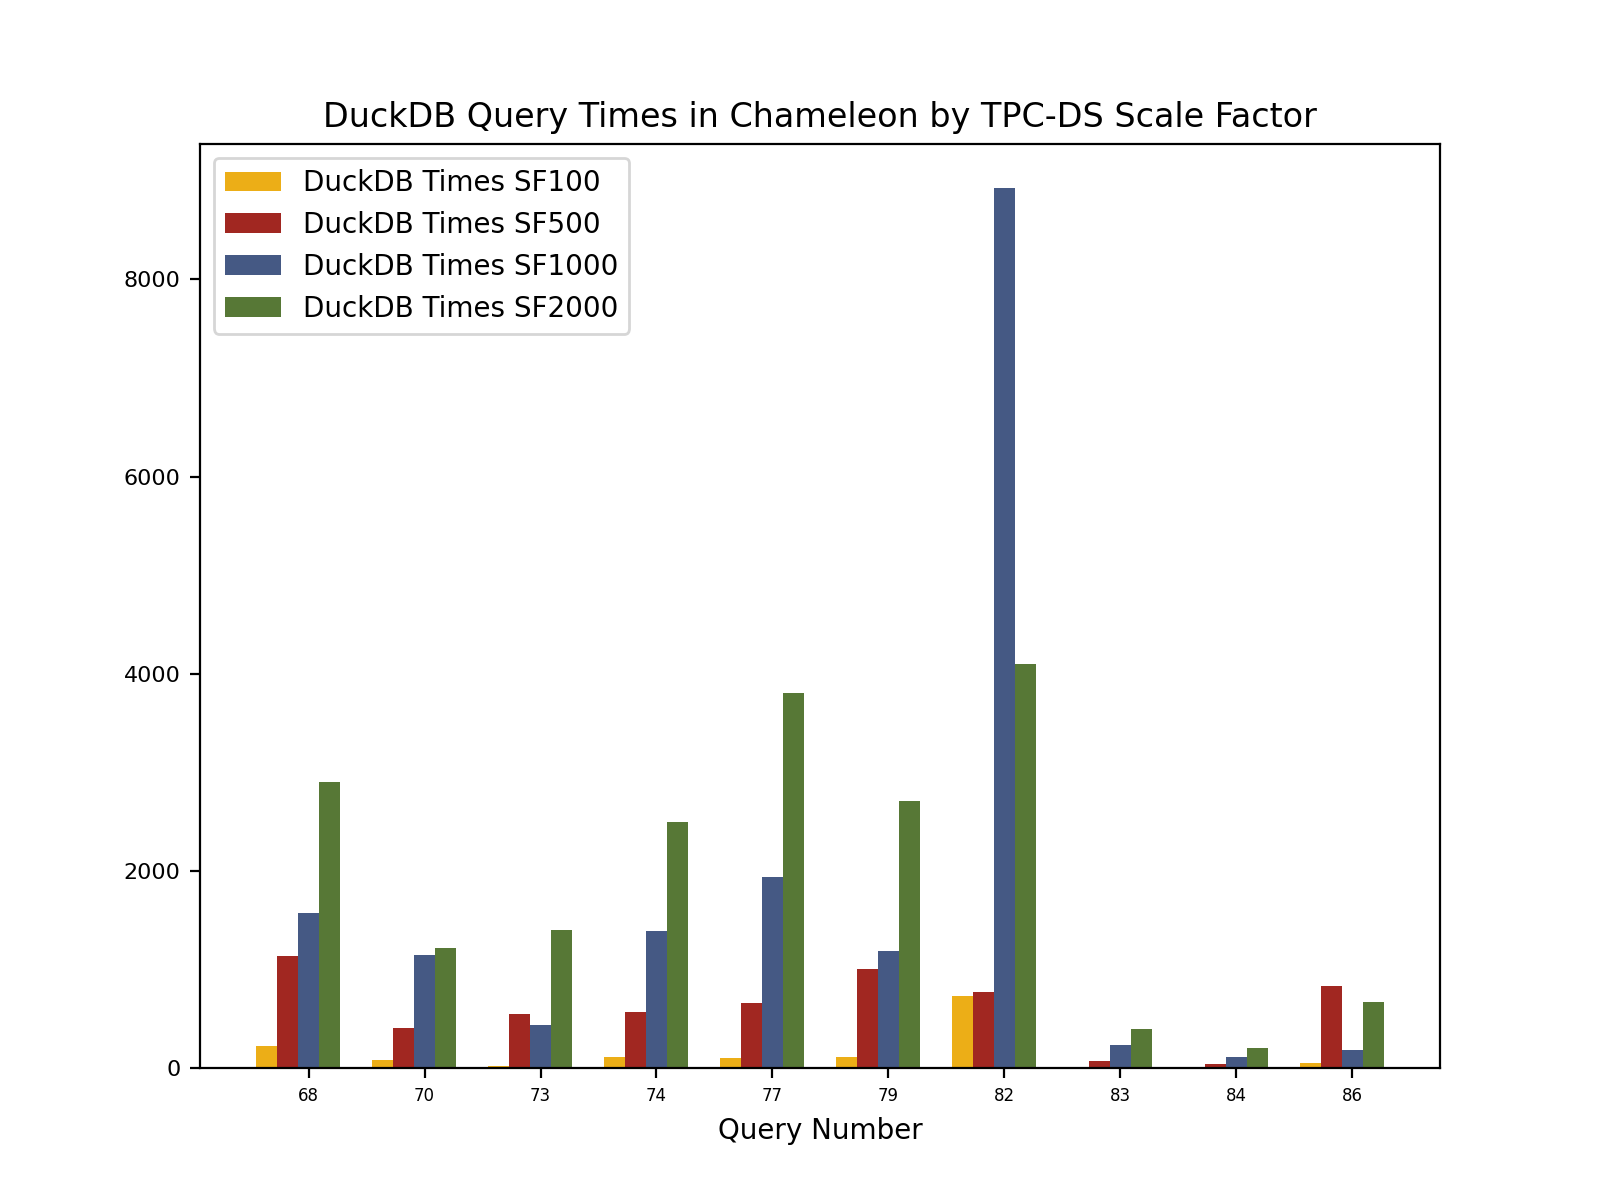 DuckDB Query Times in Chameleon by TPC-DS Scale Factor
DuckDB Times SF100
DuckDB Times SF500
DuckDB Times SF1000
DuckDB Times SF2000
8000
6000
4000
2000
0
68 70 73 74 77 79 82 83 84 86
Query Number